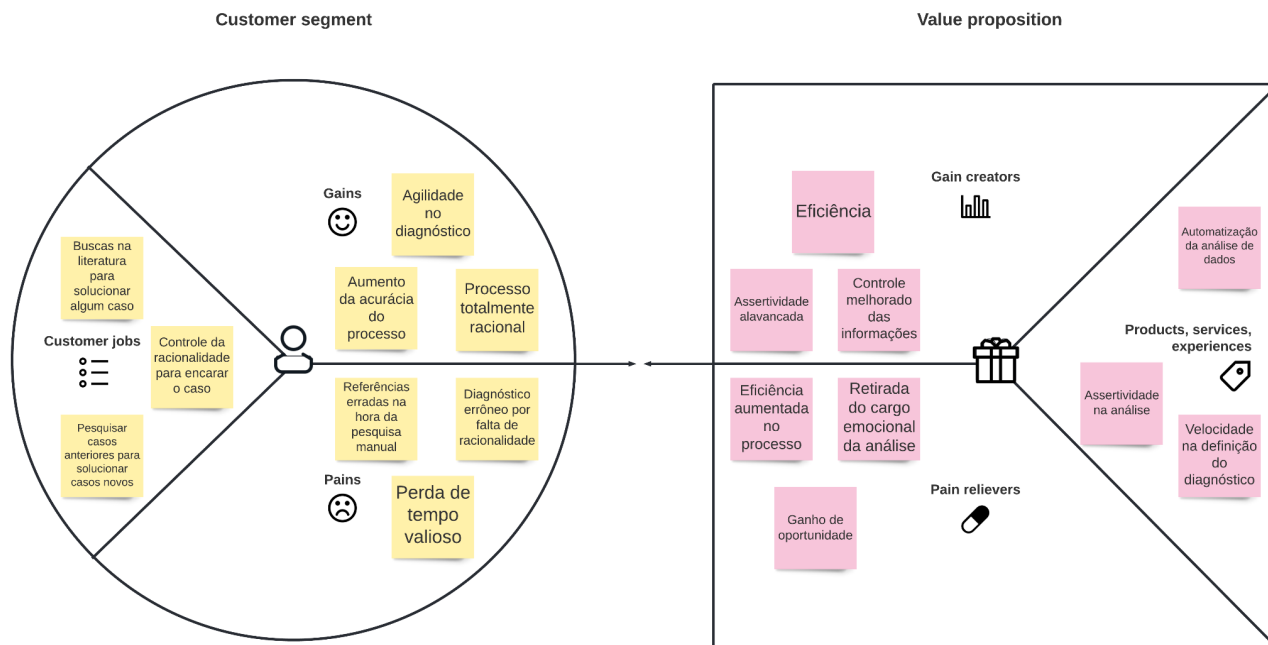 Customer segment
Value proposition
Gains
Agilidade
no
diagnóstico
Aumento
da acurácia
do
processo
Processo
totalmente
racional
Buscas na
literatura
para
solucionar
algum caso
Customer jobs
Controle da
racionalidade
para encarar
o caso
Pesquisar
casos
anteriores para
solucionar
casos novos
Referências
erradas na
hora da
pesquisa
manual
Diagnóstico
errôneo por
falta de
racionalidade
Pains
Perda de
tempo
valioso
Gain creators
Eficiência
Assertividade
alavancada
Controle
melhorado
das
informações
Automatização
da análise de
dados
Products, services,
experiences
Assertividade
na análise
Velocidade
na definição
do
diagnóstico
Eficiência
aumentada
no
processo
Retirada
do cargo
emocional
da análise
Pain relievers
Ganho de
oportunidade